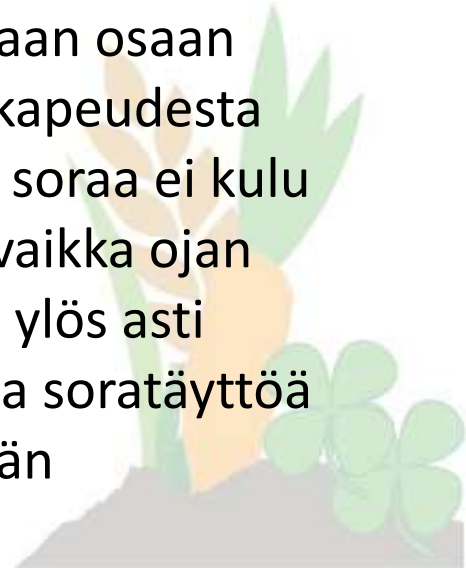 aan osaan
kapeudesta
soraa ei kulu
vaikka ojan
ylös asti
a soratäyttöä
än